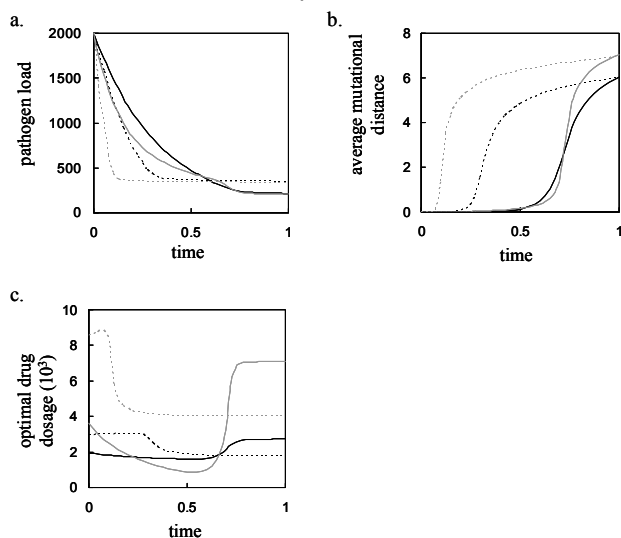 a.
2000
1500
1000
500
0
0
0.5
1
time
pathogen load
b.
8
6
4
2
0
0
0.5
1
time
average mutational
distance
c.
10
8
6
4
2
0
0
0.5
1
time
optimal drug
dosage (10³)